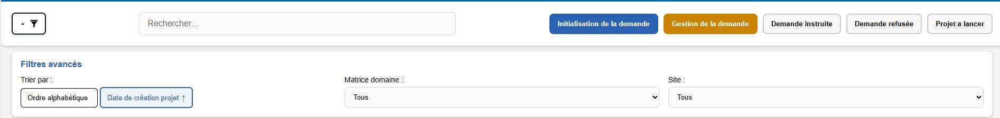 Rechercher...
Initialisation de la demande
Gestion de la demande
Demande instruite
Demande refusée
Projet a lancer
Filtres avancés
Trier par :
Ordre alphabétique
Date de création projet ↑
Matrice domaine :
Tous
Site :
Tous